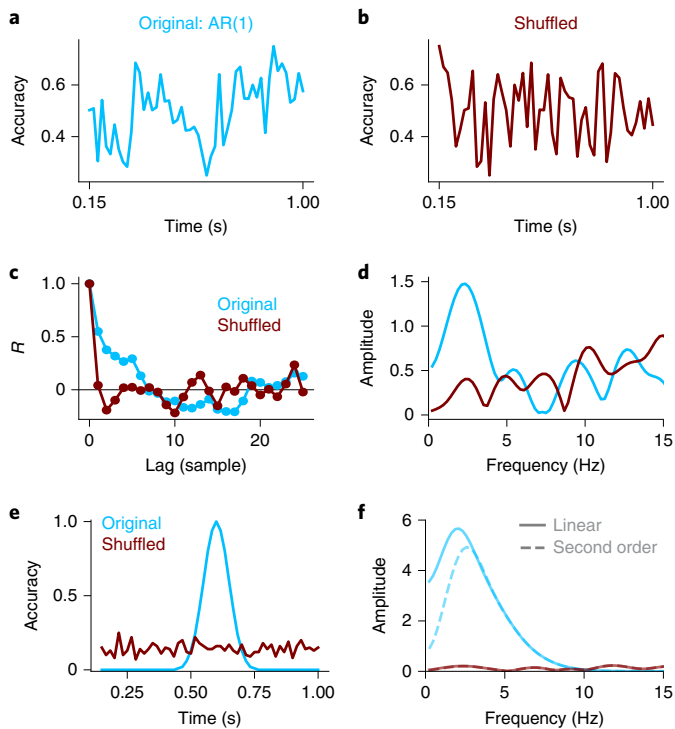 a
Original: AR(1)
Accuracy
0.6
0.4
0.15
1.00
Time (s)
b
Shuffled
Accuracy
0.6
0.4
0.15
1.00
Time (s)
c
R
1.0
0.5
0
Original
Shuffled
0
10
20
Lag (sample)
d
Amplitude
1.5
1.0
0.5
0
0
5
10
15
Frequency (Hz)
e
Original
Shuffled
Accuracy
1.0
0.5
0
0.25
0.50
0.75
1.00
Time (s)
f
Amplitude
6
4
2
0
Linear
Second order
0
5
10
15
Frequency (Hz)